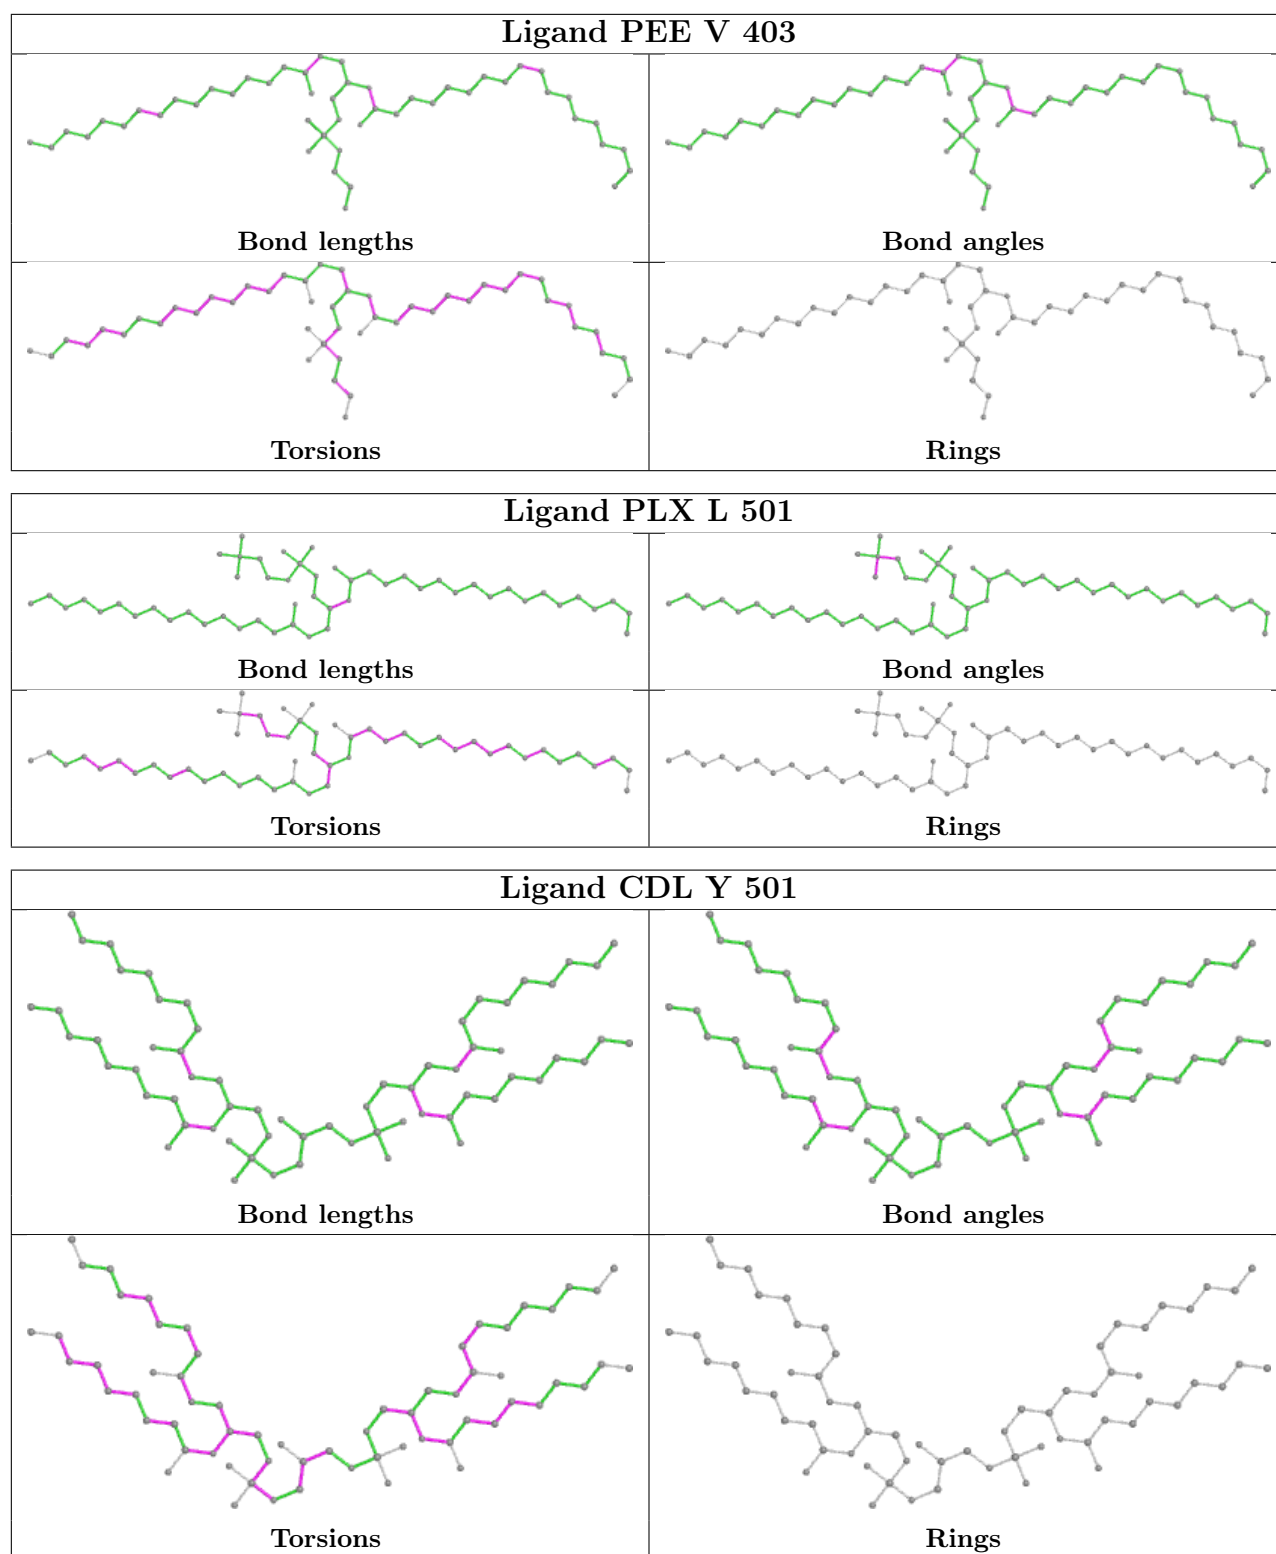 Ligand PEE V 403
Bond lengths
Bond angles
Torsions
Rings
Ligand PLX L 501
Bond lengths
Bond angles
Torsions
Rings
Ligand CDL Y 501
Bond lengths
Bond angles
Torsions
Rings